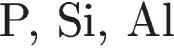 P, Si, Al